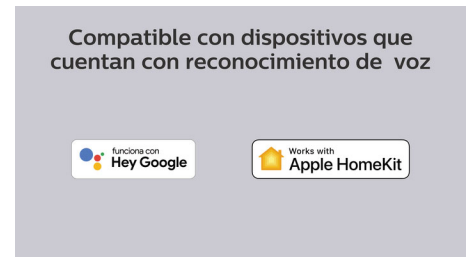 Compatible con dispositivos que
cuentan con reconocimiento de voz
funciona con
Hey Google
Works with
Apple HomeKit